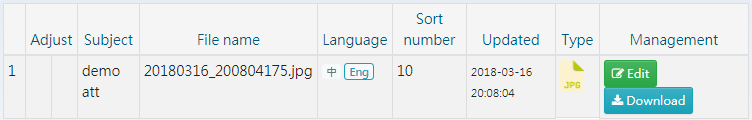 Adjust Subject File name Language Sort number Updated Type Management
1 demo att 20180316_200804175.jpg 中 Eng 10 2018-03-16 20:08:04 JPG Edit
Download